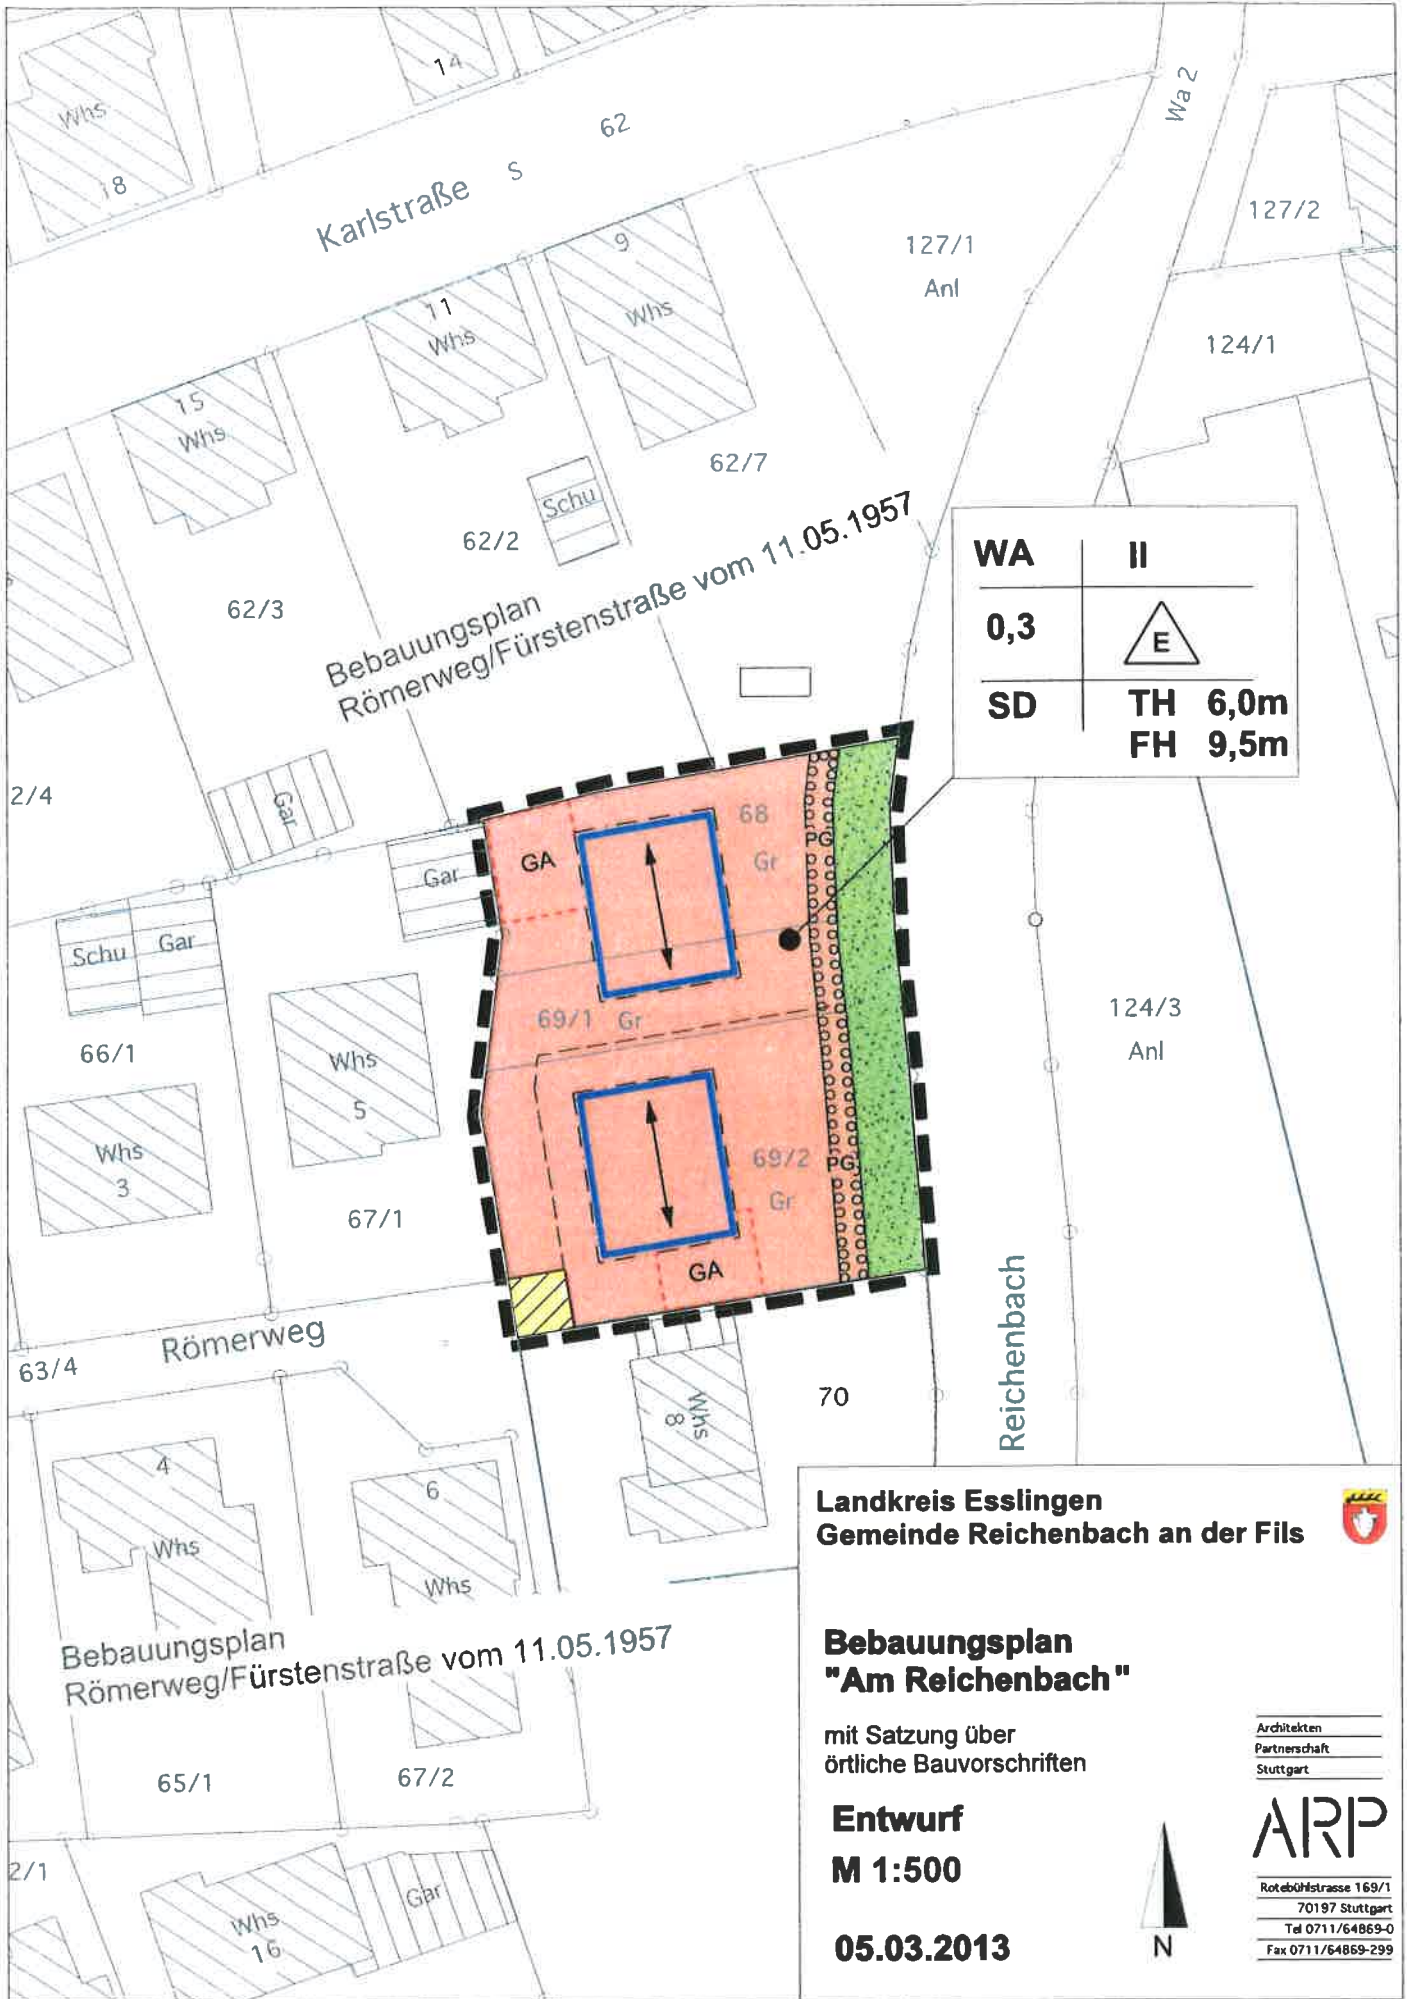 14
Whs
18
62
S
Karlstraße
Wa 2
127/2
127/1
Anl
124/1
9
Whs
11
Whs
15
Whs
62/7
Schu
62/2
62/3
Bebauungsplan
Römerweg/Fürstenstraße vom 11.05.1957
WA II
0,3 E
SD TH 6,0m
FH 9,5m
2/4
Gar
68
Gr
PG
GA
Gar
Schu
Gar
69/1 Gr
124/3
Anl
66/1
Whs
5
Whs
3
67/1
69/2
Gr
PG
GA
Reichenbach
Römerweg
63/4
Whs
8
70
4
Whs
6
Whs
Bebauungsplan
Römerweg/Fürstenstraße vom 11.05.1957
65/1
67/2
2/1
Whs
16
Gar
Landkreis Esslingen
Gemeinde Reichenbach an der Fils
Bebauungsplan
"Am Reichenbach"
mit Satzung über
örtliche Bauvorschriften
Entwurf
M 1:500
05.03.2013
N
Architekten
Partnerschaft
Stuttgart
ARP
Rotebühlstrasse 169/1
70197 Stuttgart
Tel 0711/64869-0
Fax 0711/64869-299